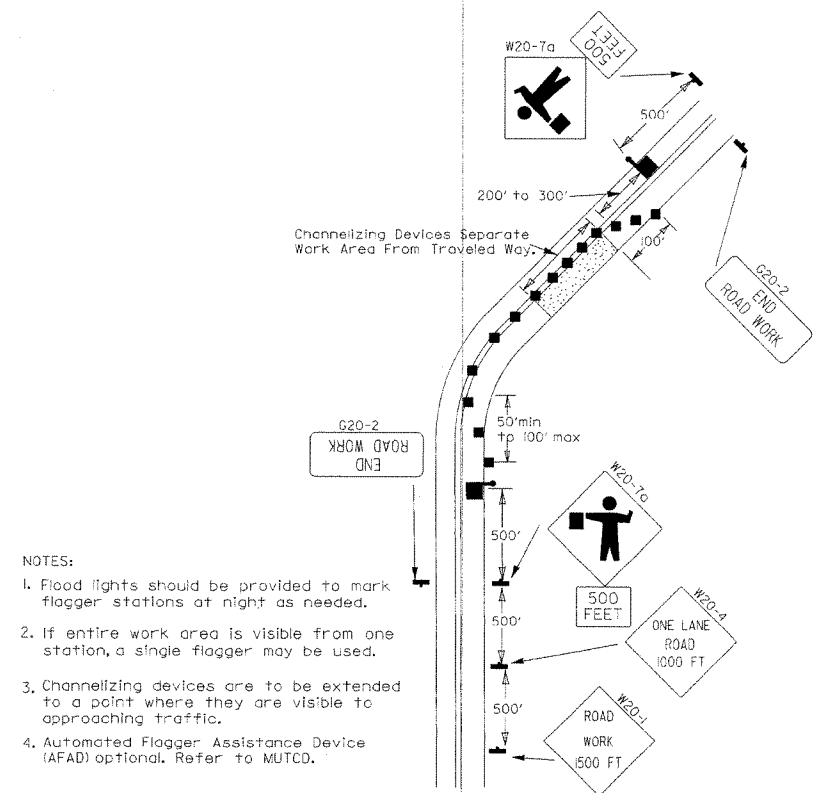 W20-7a
500
FEET
500'
200' to 300'
Channelizing Devices Separate
Work Area From Traveled Way.
100'
G20-2
END
ROAD WORK
G20-2
END
ROAD WORK
50'min
to 100' max
W20-7a
500'
500
FEET
500'
W20-4
ONE LANE
ROAD
1000 FT
500'
W20-1
ROAD
WORK
1500 FT
NOTES:
1. Flood lights should be provided to mark
flagger stations at night as needed.
2. If entire work area is visible from one
station, a single flagger may be used.
3. Channelizing devices are to be extended
to a point where they are visible to
approaching traffic.
4. Automated Flagger Assistance Device
(AFAD) optional. Refer to MUTCD.